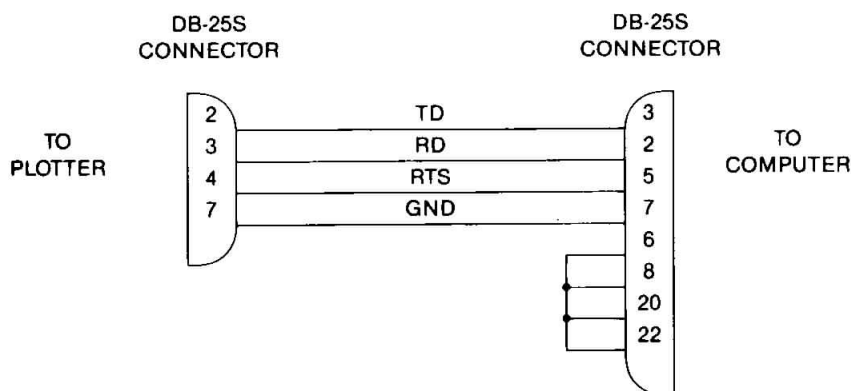 DB-25S
CONNECTOR
DB-25S
CONNECTOR
TO
PLOTTER
2
3
4
7
TD
RD
RTS
GND
3
2
5
7
6
8
20
22
TO
COMPUTER